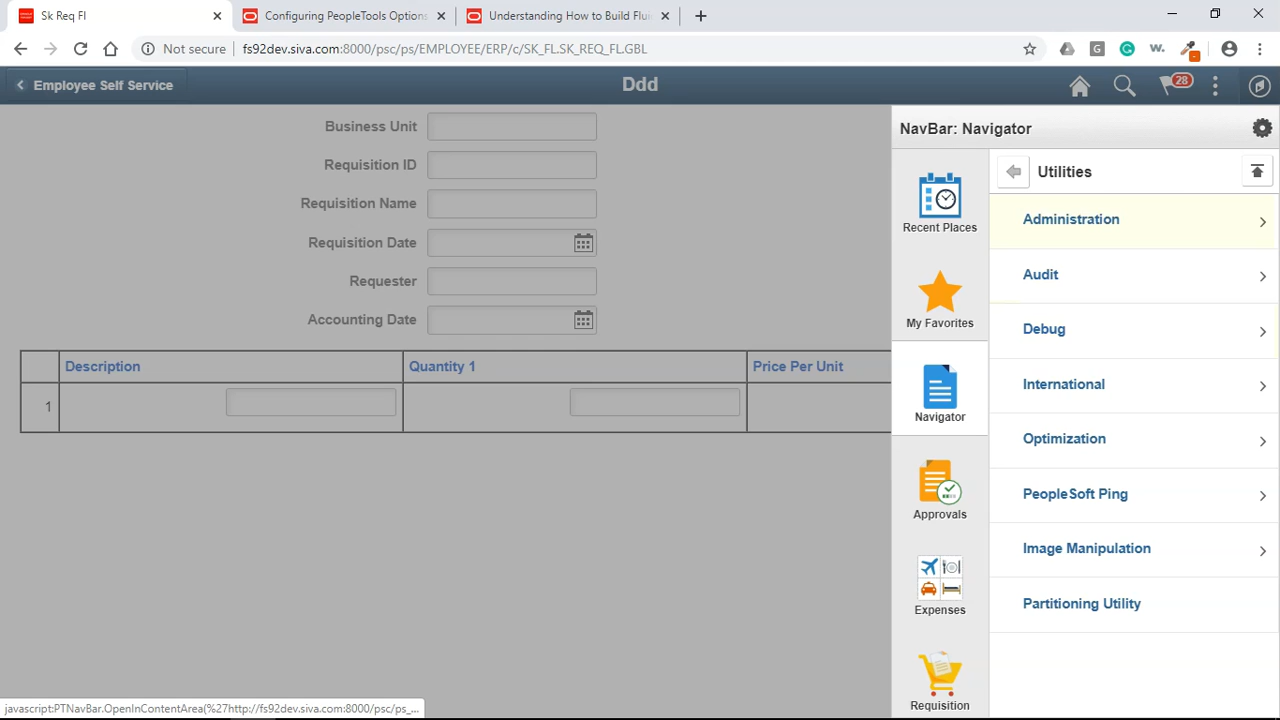 Sk Req Fl
Configuring PeopleTools Options
Understanding How to Build Flui
Not secure
fs92dev.siva.com:8000/psc/ps/EMPLOYEE/ERP/c/SK_FL.SK_REQ_FL.GBL
Employee Self Service
Ddd
28
Business Unit
Requisition ID
Requisition Name
Requisition Date
Requester
Accounting Date
Description
Quantity 1
Price Per Unit
1
NavBar: Navigator
Recent Places
My Favorites
Navigator
Approvals
Expenses
Requisition
Utilities
Administration
Audit
Debug
International
Optimization
PeopleSoft Ping
Image Manipulation
Partitioning Utility
javascript:PTNavBar.OpenInContentArea(%27http://fs92dev.siva.com:8000/psc/ps_...